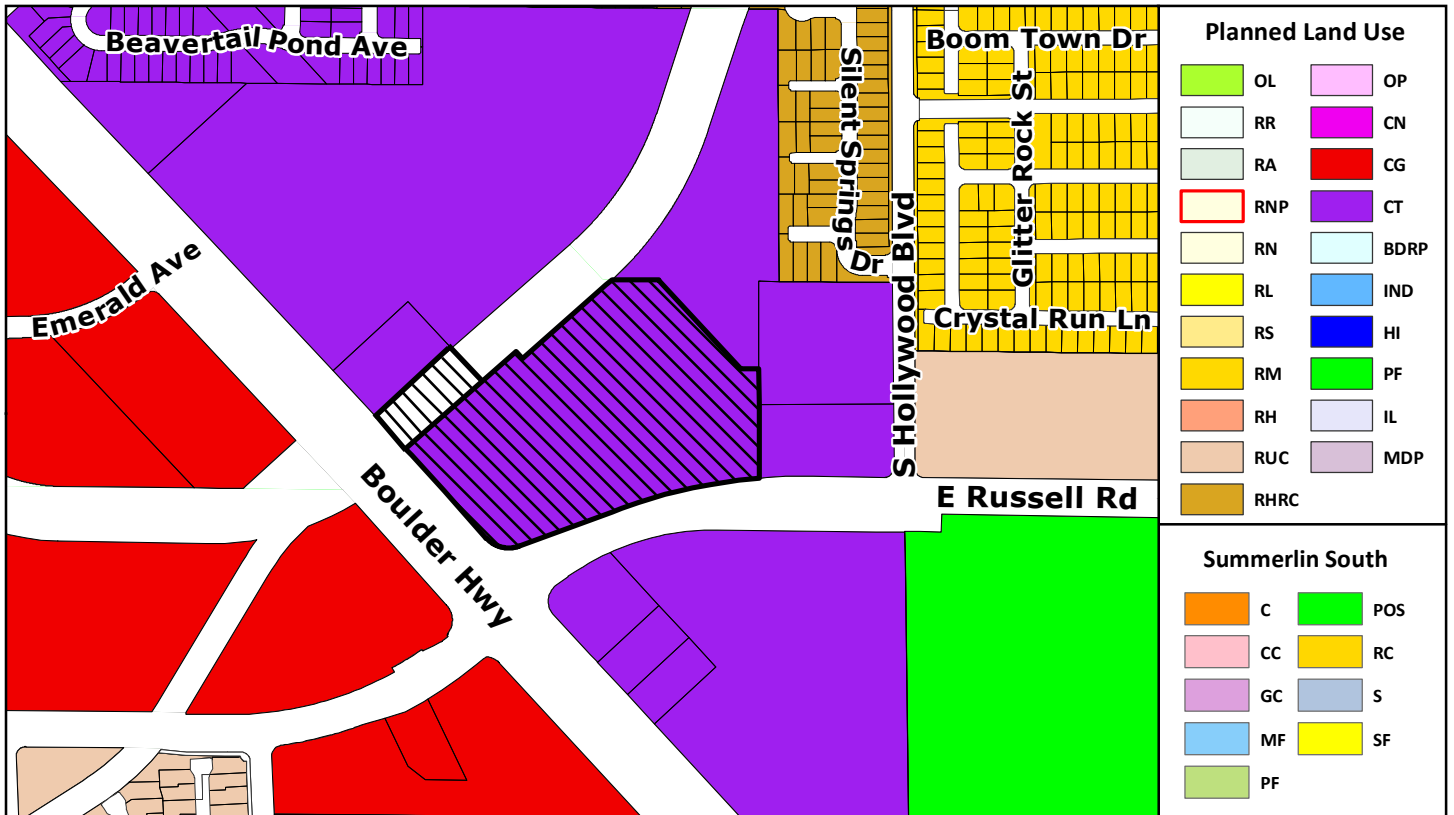 Beavertail Pond Ave
Silent Springs Dr
Boom Town Dr
Glitter Rock St
S Hollywood Blvd
Emerald Ave
Crystal Run Ln
Boulder Hwy
E Russell Rd
Planned Land Use
OL OP
RR CN
RA CG
RNP CT
RN BDRP
RL IND
RS HI
RM PF
RH IL
RUC MDP
RHRC
Summerlin South
C POS
CC RC
GC S
MF SF
PF